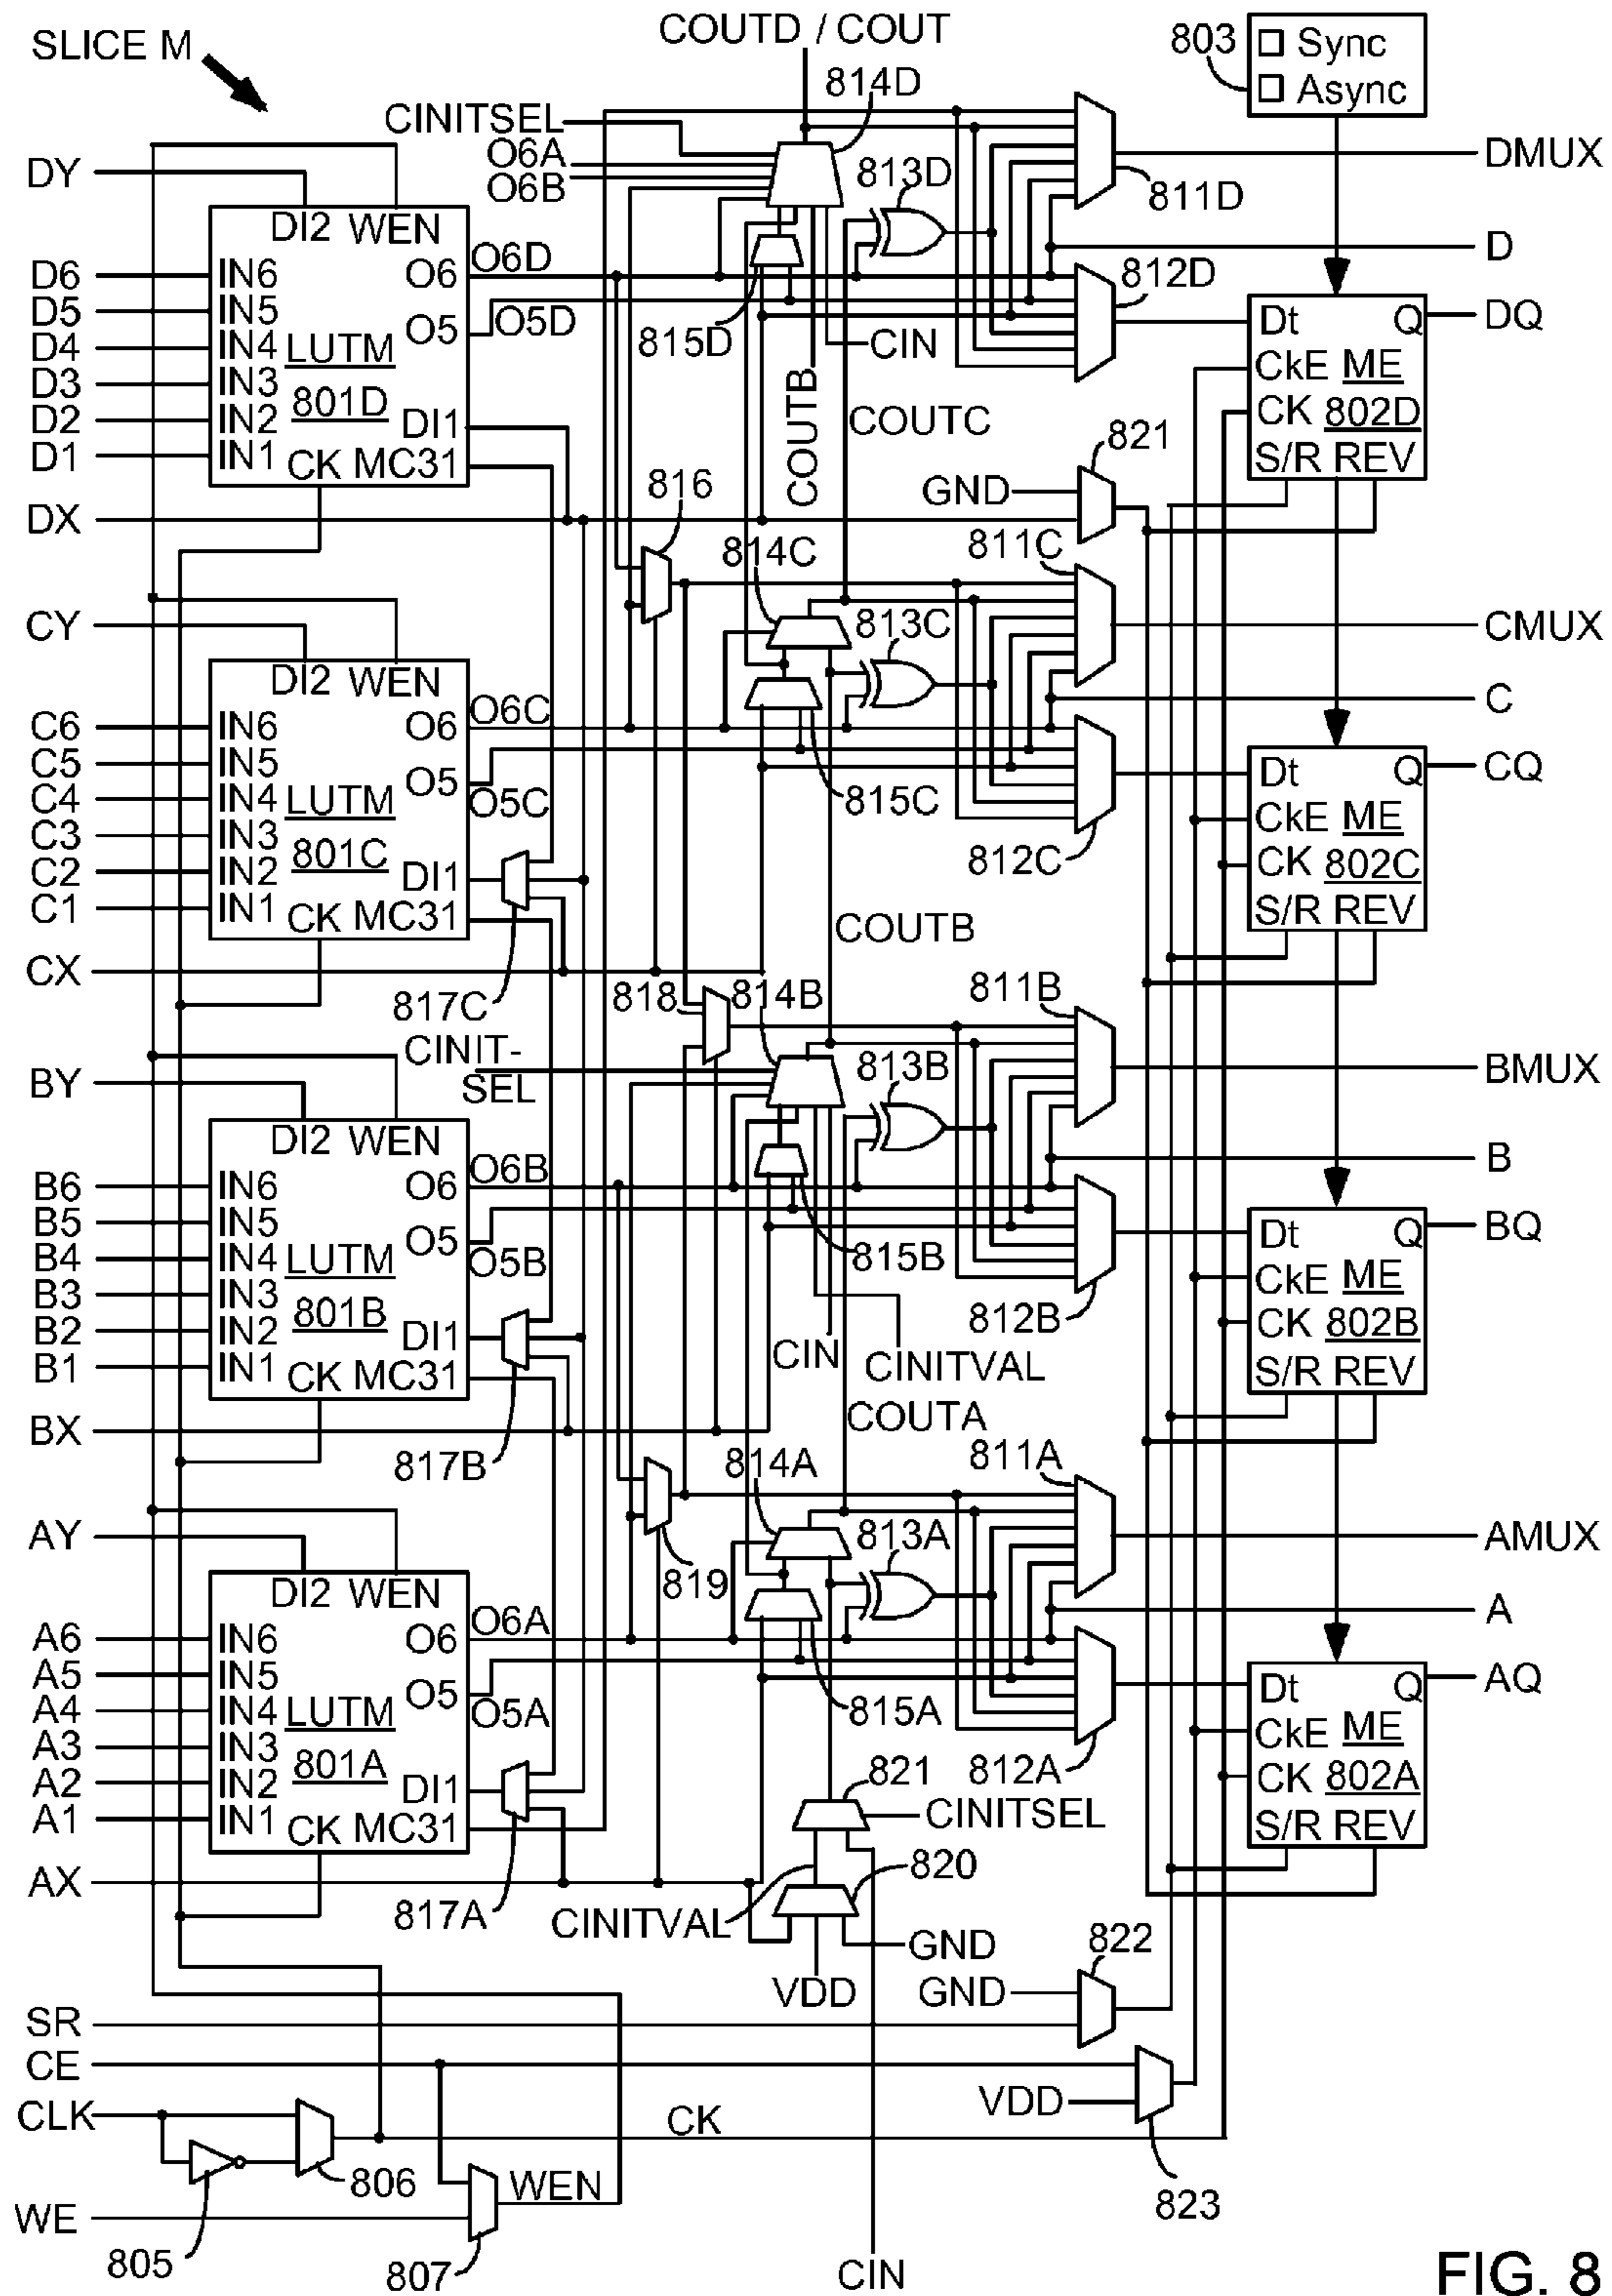 SLICE M
COUTD / COUT
803
Sync
Async
814D
CINITSEL
O6A
O6B
813D
DMUX
811D
DY
DI2 WEN
D6
D5
D4
D3
D2
D1
IN6
IN5
IN4
IN3
IN2
IN1
LUTM
801D
O6
O5
DI1
CK MC31
O6D
O5D
815D
CIN
COUTB
COUTC
812D
D
Dt
Q
DQ
CkE ME
CK 802D
S/R REV
DX
816
GND
821
814C
811C
813C
CMUX
CY
DI2 WEN
C6
C5
C4
C3
C2
C1
IN6
IN5
IN4
IN3
IN2
IN1
LUTM
801C
O6
O5
DI1
CK MC31
O6C
O5C
815C
812C
C
Dt
Q
CQ
CkE ME
CK 802C
S/R REV
COUTB
CX
817C
818
814B
811B
CINIT-
SEL
813B
BMUX
BY
DI2 WEN
B6
B5
B4
B3
B2
B1
IN6
IN5
IN4
IN3
IN2
IN1
LUTM
801B
O6
O5
DI1
CK MC31
O6B
O5B
815B
812B
B
Dt
Q
BQ
CkE ME
CK 802B
S/R REV
CIN
CINITVAL
COUTA
BX
817B
814A
811A
819
813A
AMUX
AY
DI2 WEN
A6
A5
A4
A3
A2
A1
IN6
IN5
IN4
IN3
IN2
IN1
LUTM
801A
O6
O5
DI1
CK MC31
O6A
O5A
815A
812A
A
Dt
Q
AQ
CkE ME
CK 802A
S/R REV
821
CINITSEL
820
AX
817A
CINITVAL
GND
VDD
822
GND
SR
CE
VDD
CLK
CK
806
823
WEN
WE
805
807
CIN
FIG. 8